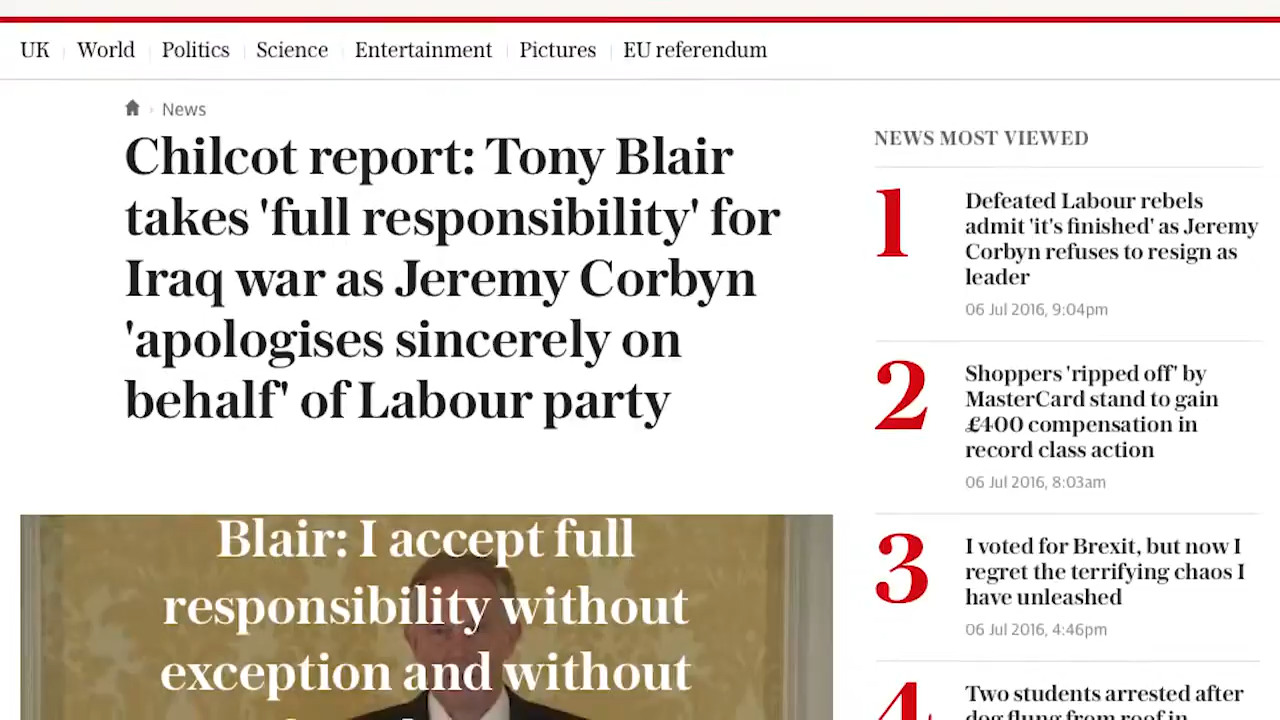 UK World Politics Science Entertainment Pictures EU referendum
News
Chilcot report: Tony Blair
takes 'full responsibility' for
Iraq war as Jeremy Corbyn
'apologises sincerely on
behalf' of Labour party
Blair: I accept full
responsibility without
exception and without
NEWS MOST VIEWED
1
Defeated Labour rebels
admit 'it's finished' as Jeremy
Corbyn refuses to resign as
leader
06 Jul 2016, 9:04pm
2
Shoppers 'ripped off' by
MasterCard stand to gain
£400 compensation in
record class action
06 Jul 2016, 8:03am
3
I voted for Brexit, but now I
regret the terrifying chaos I
have unleashed
06 Jul 2016, 4:46pm
4
Two students arrested after
dog flung from roof in